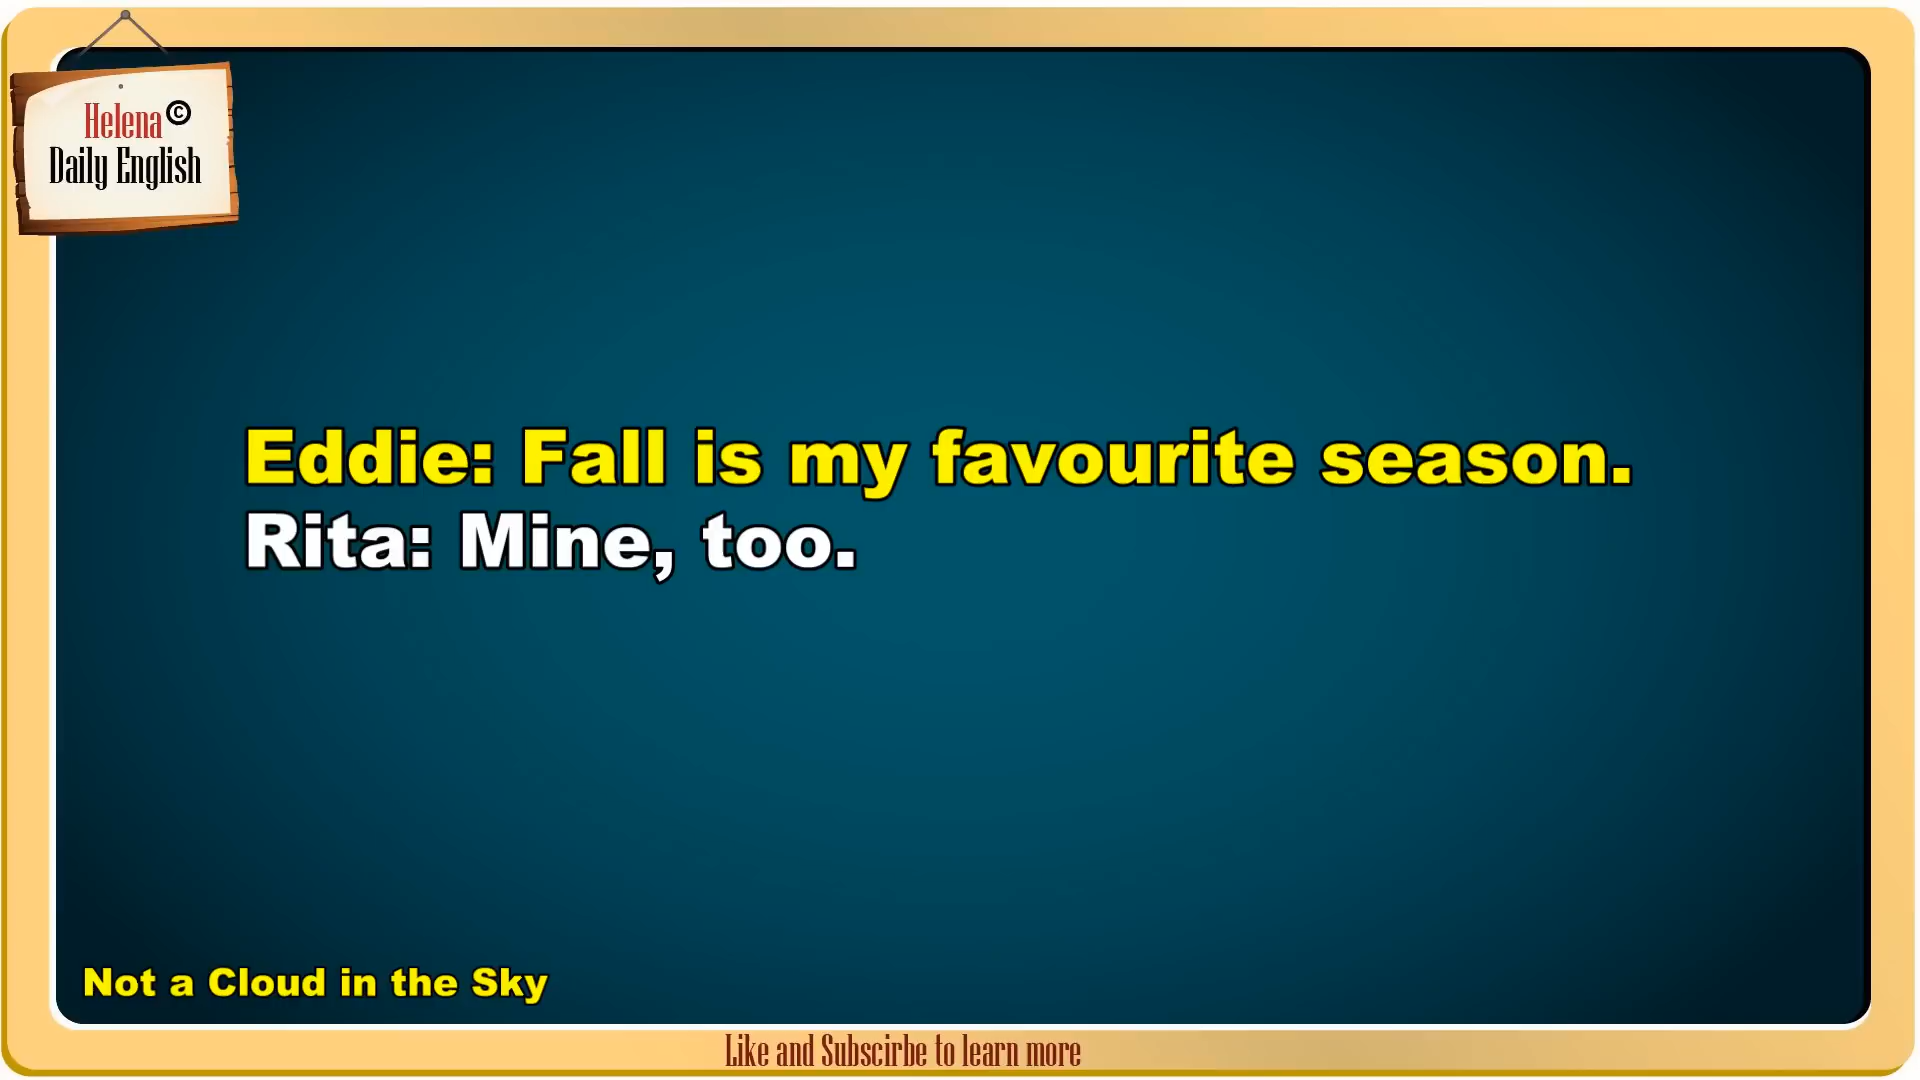 Helena ©
Daily English
Eddie: Fall is my favourite season.
Rita: Mine, too.
Not a Cloud in the Sky
Like and Subscirbe to learn more